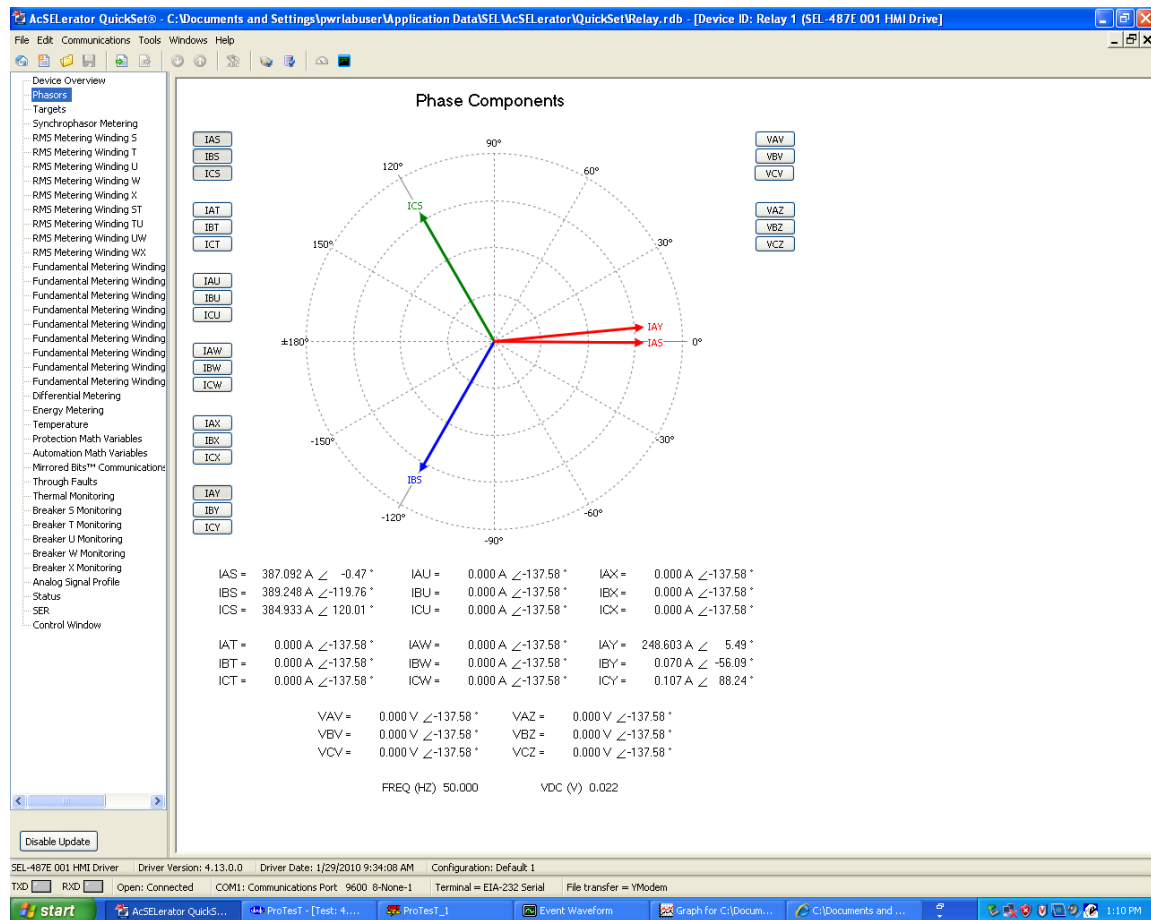 AcSELerator QuickSet® - C:\Documents and Settings\pwrlabuser\Application Data\SEL\AcSELerator\QuickSet\Relay.rdb - [Device ID: Relay 1 (SEL-487E 001 HMI Drive]
File Edit Communications Tools Windows Help
Device Overview
Phasors
Targets
Synchrophasor Metering
RMS Metering Winding S
RMS Metering Winding T
RMS Metering Winding U
RMS Metering Winding W
RMS Metering Winding X
RMS Metering Winding ST
RMS Metering Winding TU
RMS Metering Winding UW
RMS Metering Winding WX
Fundamental Metering Winding
Fundamental Metering Winding
Fundamental Metering Winding
Fundamental Metering Winding
Fundamental Metering Winding
Fundamental Metering Winding
Fundamental Metering Winding
Fundamental Metering Winding
Fundamental Metering Winding
Differential Metering
Energy Metering
Temperature
Protection Math Variables
Automation Math Variables
Mirrored Bits™ Communications
Through Faults
Thermal Monitoring
Breaker S Monitoring
Breaker T Monitoring
Breaker U Monitoring
Breaker W Monitoring
Breaker X Monitoring
Analog Signal Profile
Status
SER
Control Window
Disable Update
Phase Components
IAS
IBS
ICS
IAT
IBT
ICT
IAU
IBU
ICU
IAW
IBW
ICW
IAX
IBX
ICX
IAY
IBY
ICY
90°
120°
60°
ICS
150°
30°
±180°
IAY
IAS
0°
-150°
-30°
IBS
-120°
-60°
-90°
VAV
VBV
VCV
VAZ
VBZ
VCZ
IAS = 387.092 A ∠ -0.47 ° IAU = 0.000 A ∠-137.58 ° IAX = 0.000 A ∠-137.58 °
IBS = 389.248 A ∠-119.76 ° IBU = 0.000 A ∠-137.58 ° IBX = 0.000 A ∠-137.58 °
ICS = 384.933 A ∠ 120.01 ° ICU = 0.000 A ∠-137.58 ° ICX = 0.000 A ∠-137.58 °
IAT = 0.000 A ∠-137.58 ° IAW = 0.000 A ∠-137.58 ° IAY = 248.603 A ∠ 5.49 °
IBT = 0.000 A ∠-137.58 ° IBW = 0.000 A ∠-137.58 ° IBY = 0.070 A ∠ -56.09 °
ICT = 0.000 A ∠-137.58 ° ICW = 0.000 A ∠-137.58 ° ICY = 0.107 A ∠ 88.24 °
VAV = 0.000 V ∠-137.58 ° VAZ = 0.000 V ∠-137.58 °
VBV = 0.000 V ∠-137.58 ° VBZ = 0.000 V ∠-137.58 °
VCV = 0.000 V ∠-137.58 ° VCZ = 0.000 V ∠-137.58 °
FREQ (HZ) 50.000 VDC (V) 0.022
SEL-487E 001 HMI Driver Driver Version: 4.13.0.0 Driver Date: 1/29/2010 9:34:08 AM Configuration: Default 1
TXD RXD Open: Connected COM1: Communications Port 9600 8-None-1 Terminal = EIA-232 Serial File transfer = YModem
start AcSELerator QuickS... ProTesT - [Test: 4.... ProTesT_1 Event Waveform Graph for C:\Docum... C:\Documents and ... 1:10 PM